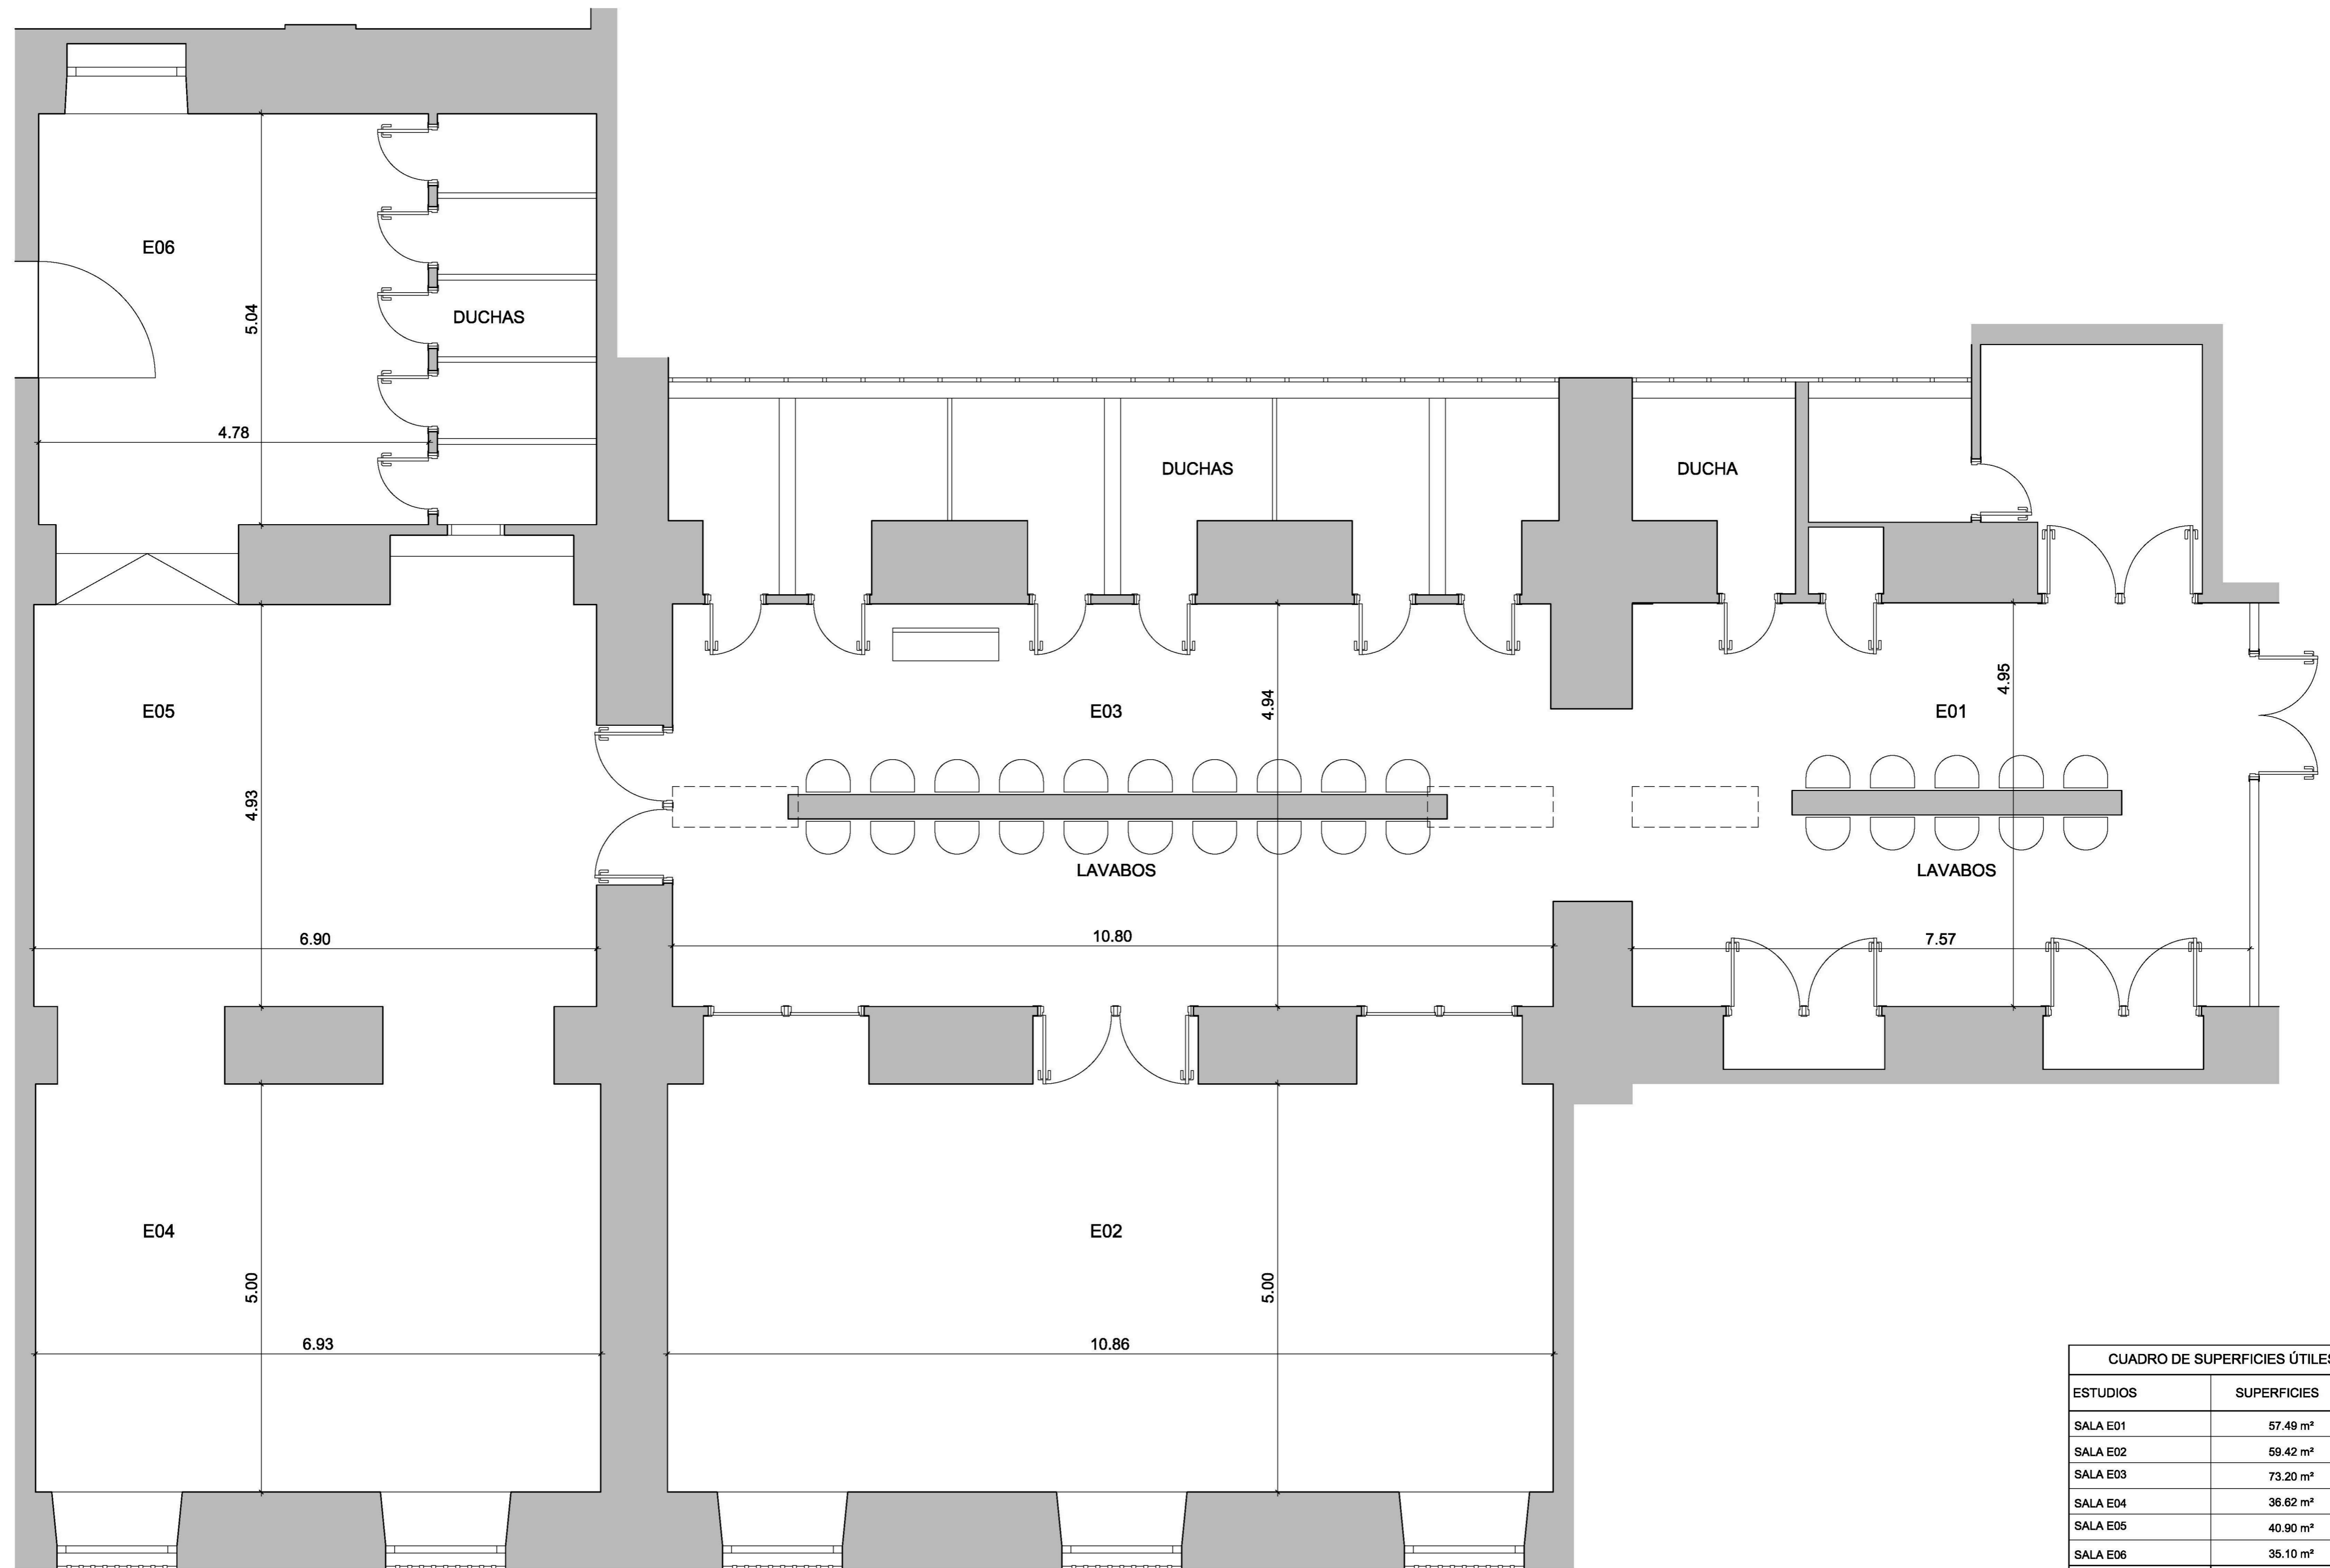 E06
5.04
DUCHAS
4.78
DUCHAS
DUCHA
E05
E03
4.94
E01
4.95
4.93
LAVABOS
LAVABOS
6.90
10.80
7.57
E04
E02
5.00
5.00
6.93
10.86
CUADRO DE SUPERFICIES ÚTILES
ESTUDIOS SUPERFICIES
SALA E01 57.49 m²
SALA E02 59.42 m²
SALA E03 73.20 m²
SALA E04 36.62 m²
SALA E05 40.90 m²
SALA E06 35.10 m²